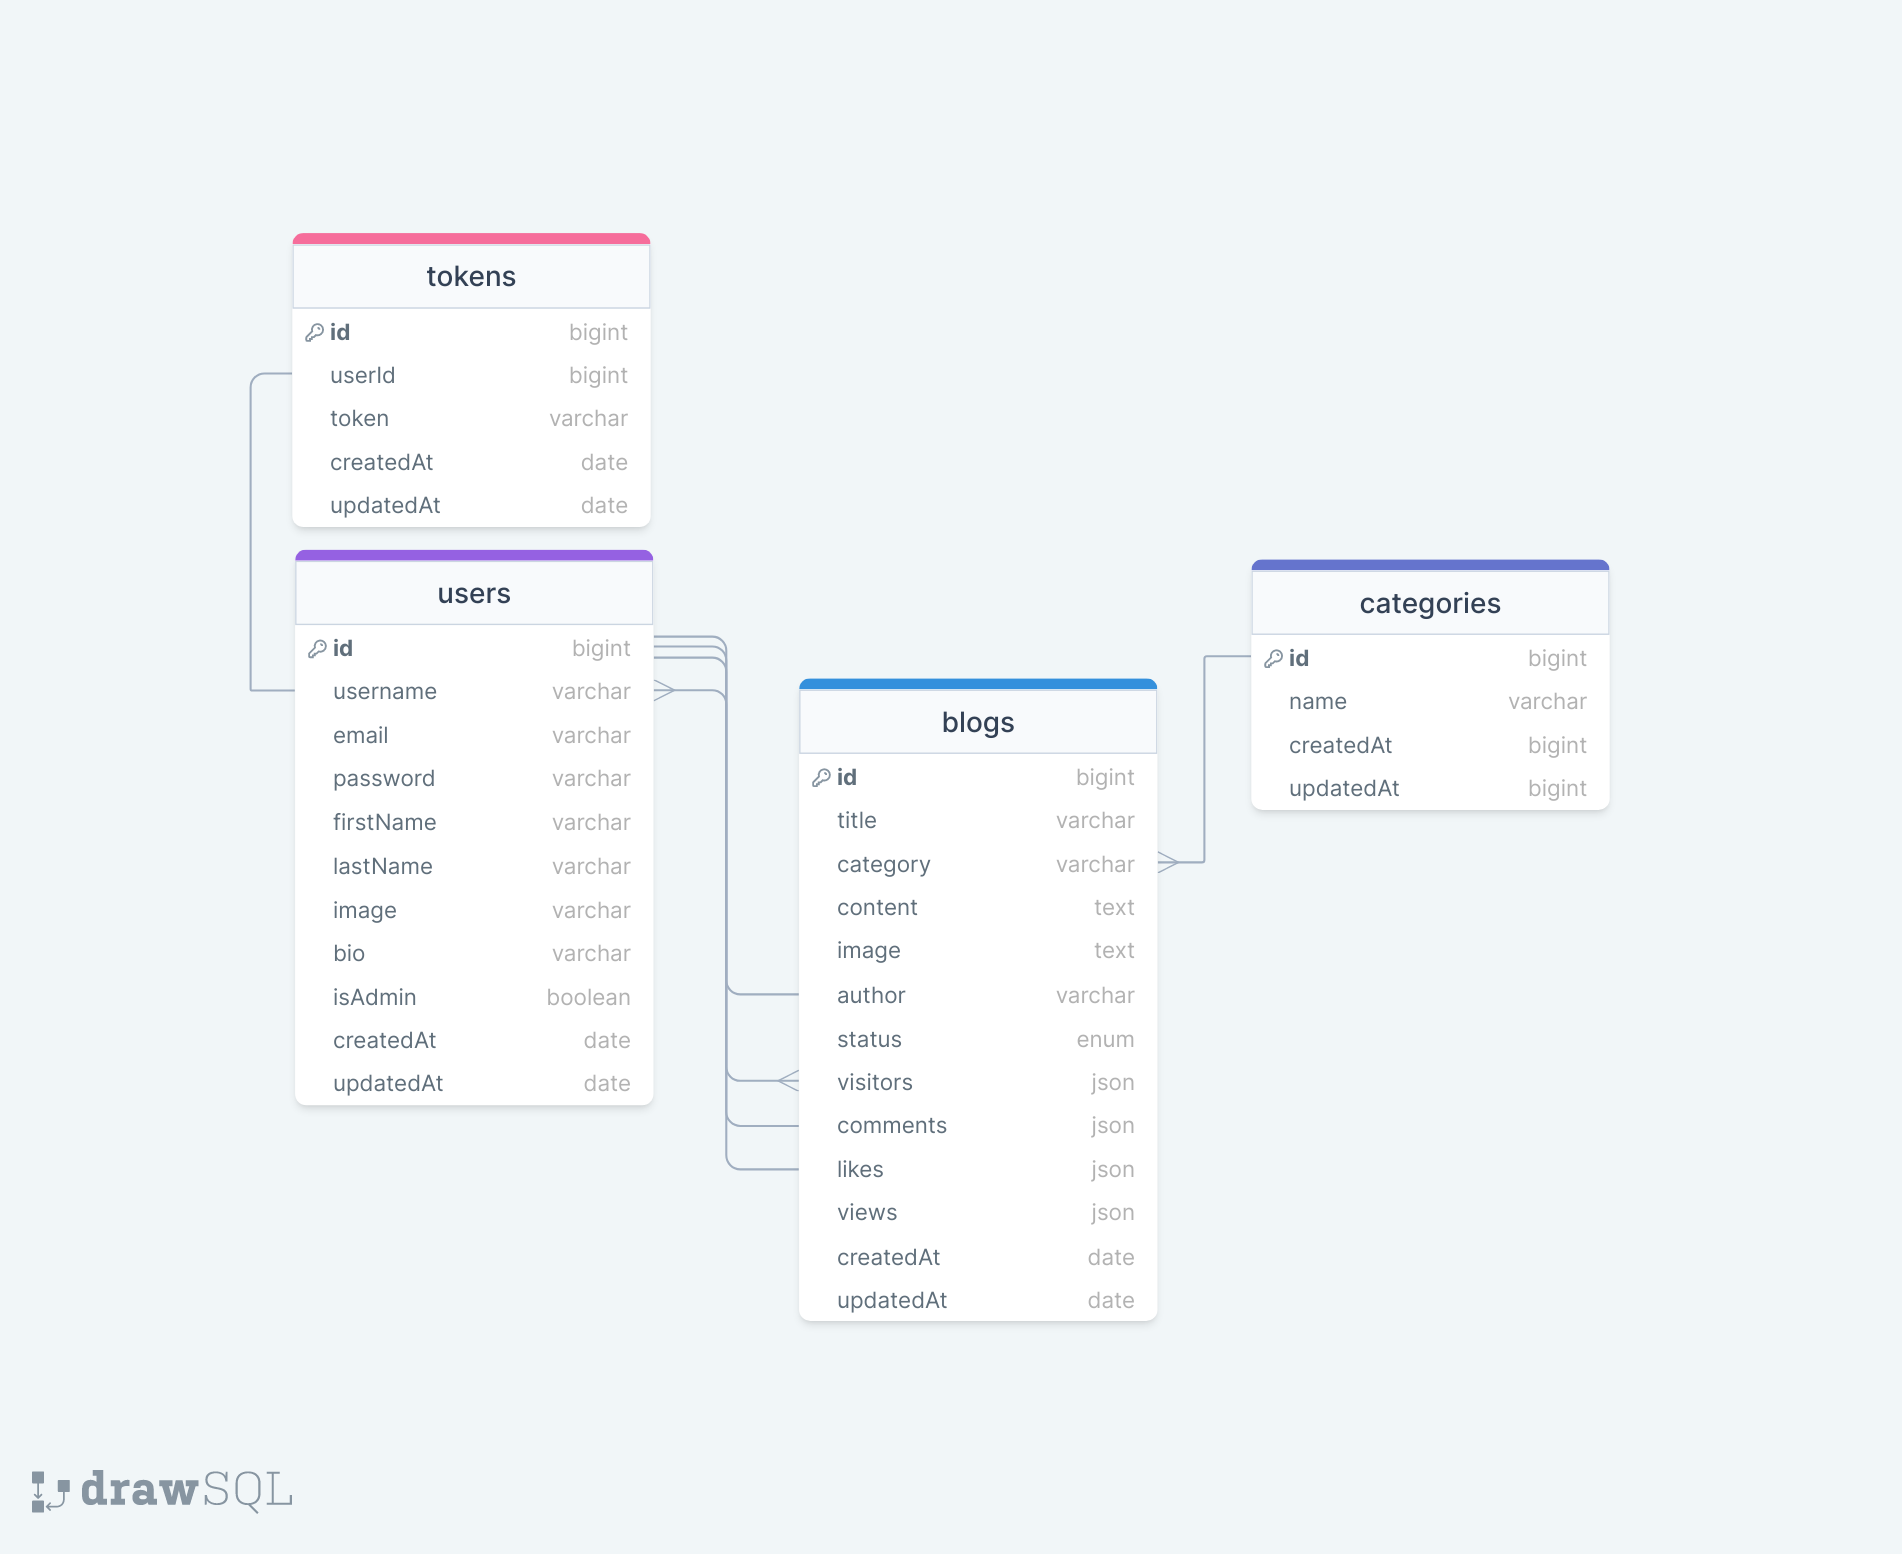 tokens
id bigint
userId bigint
token varchar
createdAt date
updatedAt date
users
id bigint
username varchar
email varchar
password varchar
firstName varchar
lastName varchar
image varchar
bio varchar
isAdmin boolean
createdAt date
updatedAt date
blogs
id bigint
title varchar
category varchar
content text
image text
author varchar
status enum
visitors json
comments json
likes json
views json
createdAt date
updatedAt date
categories
id bigint
name varchar
createdAt bigint
updatedAt bigint
drawSQL